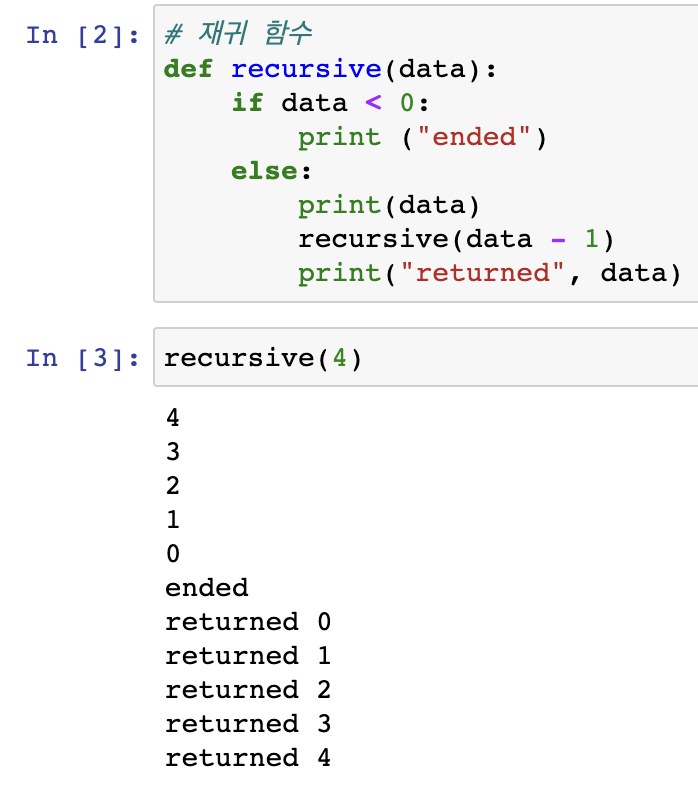 In [2]: # 재귀 함수
def recursive(data):
    if data < 0:
        print ("ended")
    else:
        print(data)
        recursive(data - 1)
        print("returned", data)
In [3]: recursive(4)
4
3
2
1
0
ended
returned 0
returned 1
returned 2
returned 3
returned 4